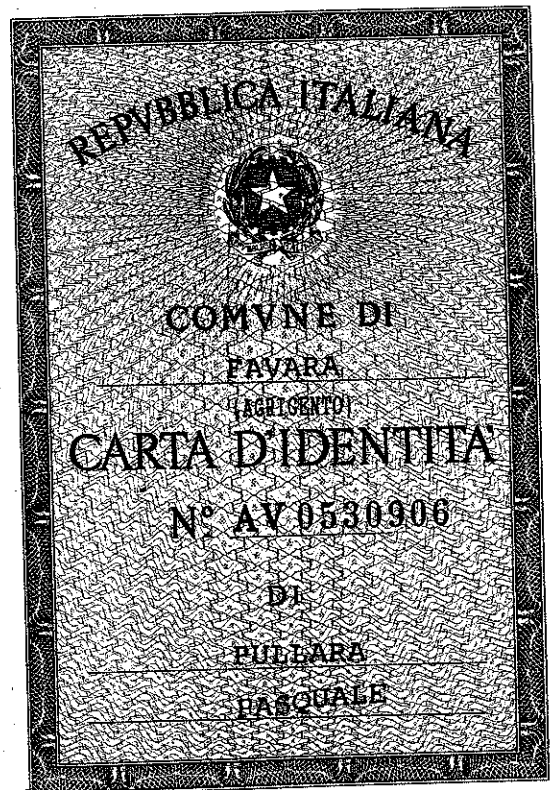 REPVBBLICA ITALIANA
COMVNE DI
FAVARA
(AGRIGENTO)
CARTA D'IDENTITA'
N° AV 0530906
DI
PULLARA
PASQUALE